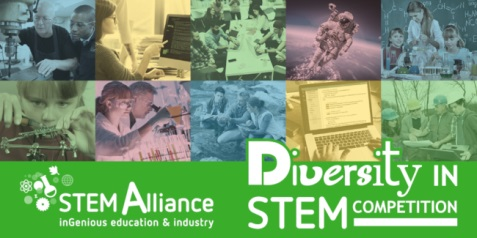 STEM Alliance
inGenious education & industry
Diversity IN
STEM COMPETITION